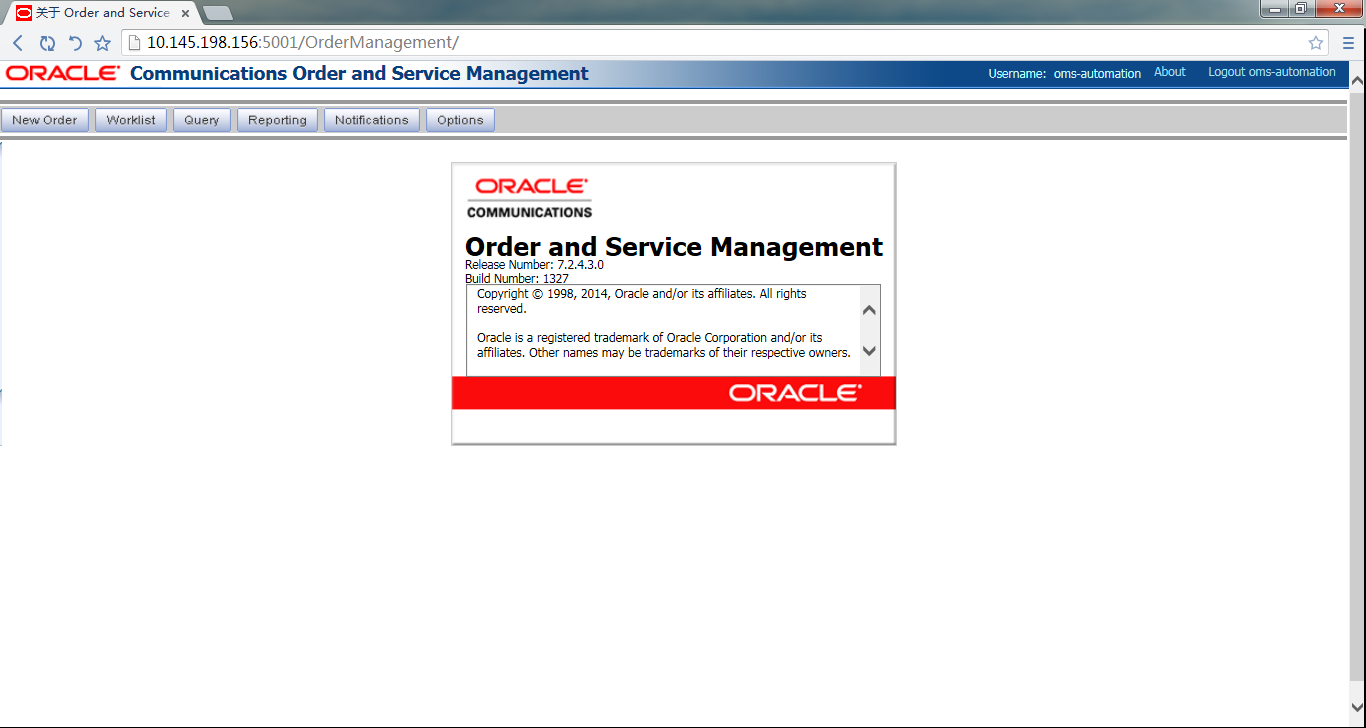 关于 Order and Service
10.145.198.156:5001/OrderManagement/
ORACLE Communications Order and Service Management
Username: oms-automation About Logout oms-automation
New Order Worklist Query Reporting Notifications Options
ORACLE
COMMUNICATIONS
Order and Service Management
Release Number: 7.2.4.3.0
Build Number: 1327
Copyright © 1998, 2014, Oracle and/or its affiliates. All rights
reserved.
Oracle is a registered trademark of Oracle Corporation and/or its
affiliates. Other names may be trademarks of their respective owners.
ORACLE